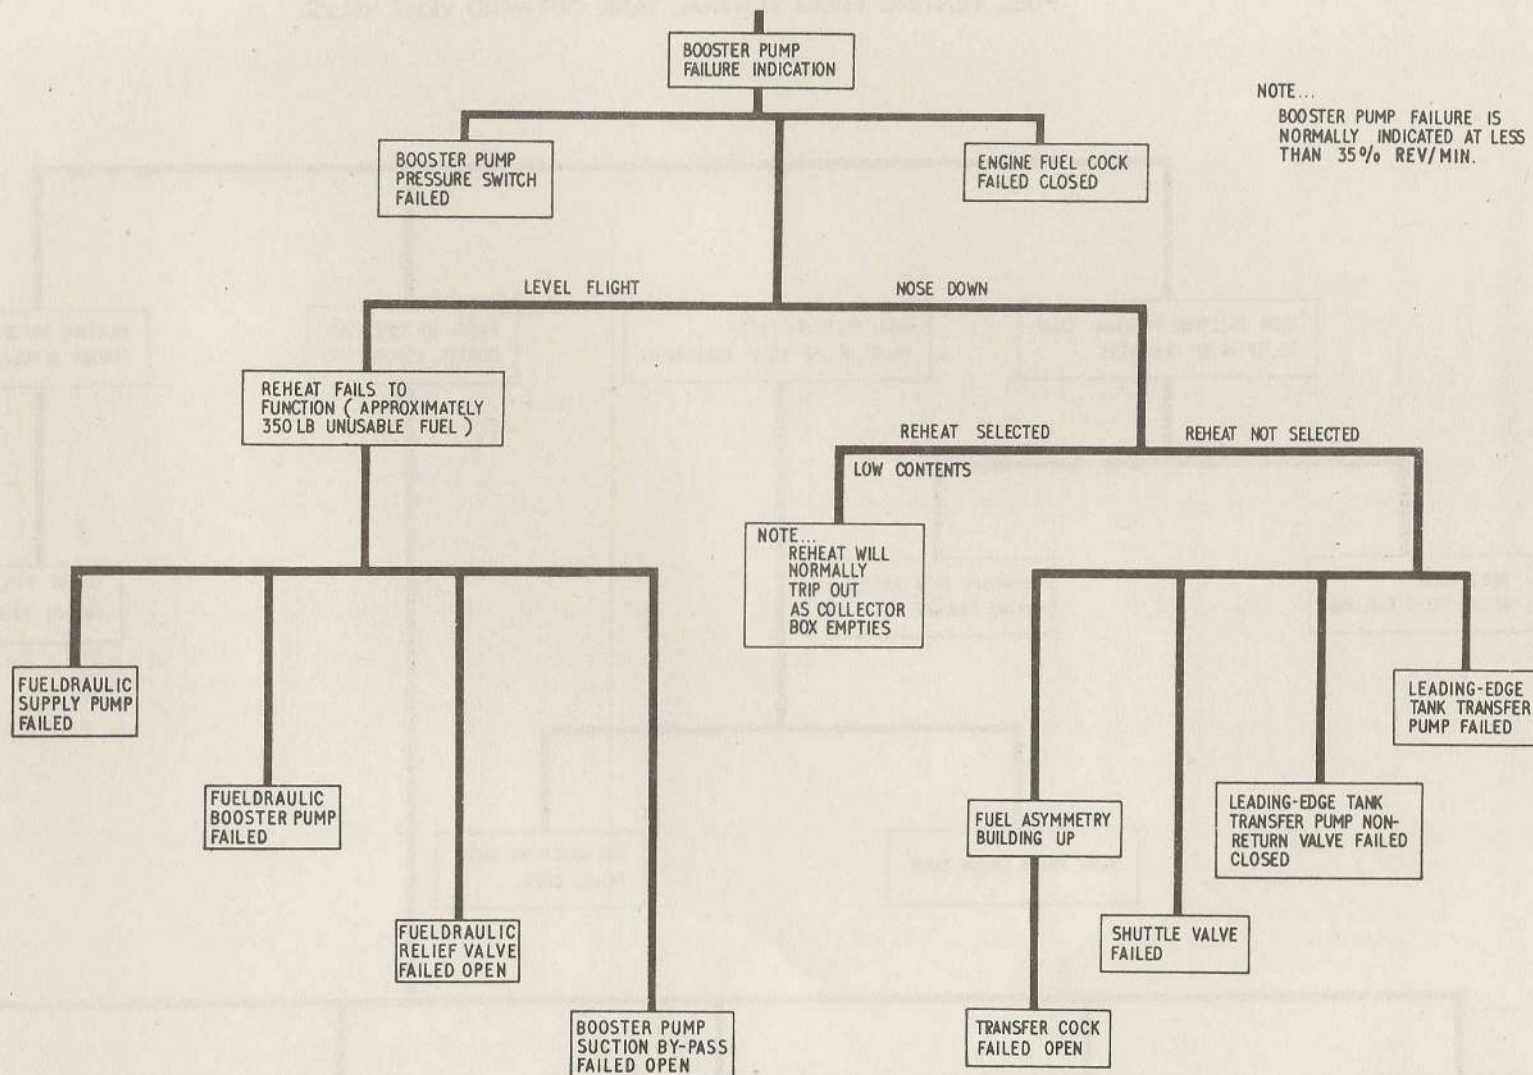 BOOSTER PUMP
FAILURE INDICATION
NOTE...
BOOSTER PUMP FAILURE IS
NORMALLY INDICATED AT LESS
THAN 35% REV/MIN.
BOOSTER PUMP
PRESSURE SWITCH
FAILED
ENGINE FUEL COCK
FAILED CLOSED
LEVEL FLIGHT
NOSE DOWN
REHEAT FAILS TO
FUNCTION ( APPROXIMATELY
350 LB UNUSABLE FUEL )
REHEAT SELECTED
REHEAT NOT SELECTED
LOW CONTENTS
NOTE...
REHEAT WILL
NORMALLY
TRIP OUT
AS COLLECTOR
BOX EMPTIES
FUELDRAULIC
SUPPLY PUMP
FAILED
LEADING-EDGE
TANK TRANSFER
PUMP FAILED
FUELDRAULIC
BOOSTER PUMP
FAILED
FUEL ASYMMETRY
BUILDING UP
LEADING-EDGE TANK
TRANSFER PUMP NON-
RETURN VALVE FAILED
CLOSED
FUELDRAULIC
RELIEF VALVE
FAILED OPEN
SHUTTLE VALVE
FAILED
BOOSTER PUMP
SUCTION BY-PASS
FAILED OPEN
TRANSFER COCK
FAILED OPEN